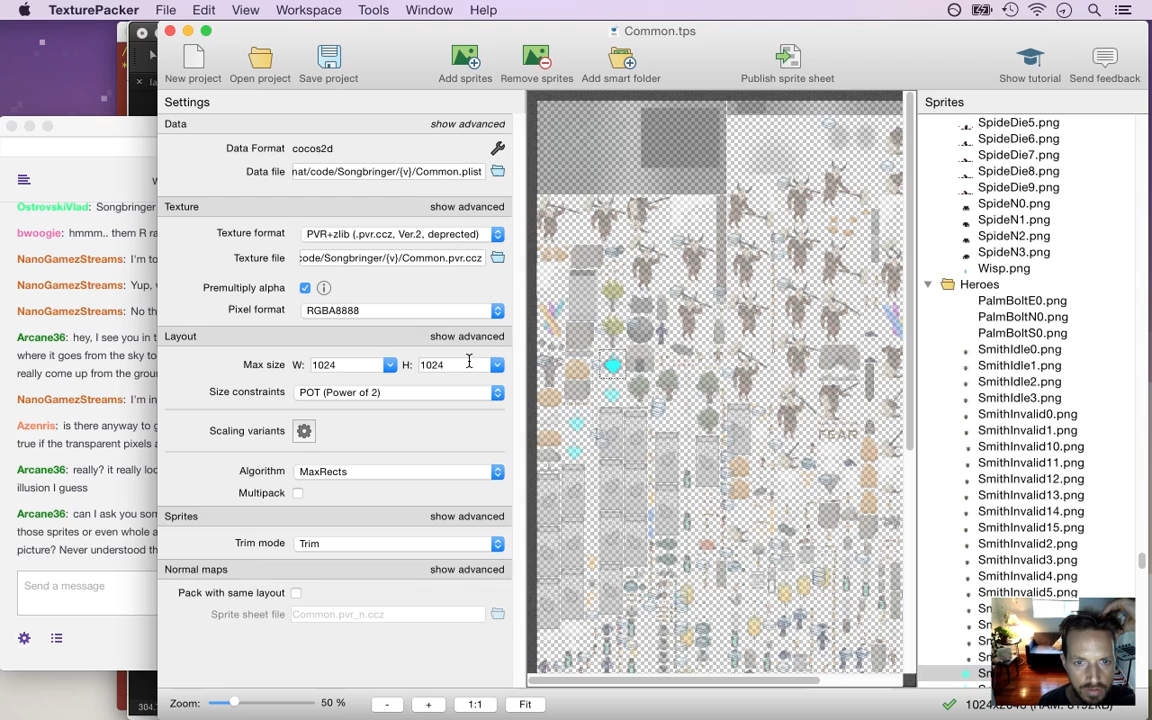 TexturePacker File Edit View Workspace Tools Window Help
Common.tps
New project Open project Save project Add sprites Remove sprites Add smart folder Publish sprite sheet Show tutorial Send feedback
Settings
Data show advanced
Data Format cocos2d
Data file nat/code/Songbringer/{v}/Common.plist
Texture show advanced
Texture format PVR+zlib (.pvr.ccz, Ver.2, deprected)
Texture file :ode/Songbringer/{v}/Common.pvr.ccz
Premultiply alpha
Pixel format RGBA8888
Layout show advanced
Max size W: 1024 H: 1024
Size constraints POT (Power of 2)
Scaling variants
Algorithm MaxRects
Multipack
Sprites show advanced
Trim mode Trim
Normal maps show advanced
Pack with same layout
Sprite sheet file Common.pvr_n.ccz
Zoom: 50 % - + 1:1 Fit
OstrovskiVlad: Songbringer
bwoogie: hmmm.. them R ra
NanoGamezStreams: I'm to
NanoGamezStreams: Yup,
NanoGamezStreams: No th
Arcane36: hey, I see you in t
where it goes from the sky to
really come up from the groun
NanoGamezStreams: I'm in
Azenris: is there anyway to g
true if the transparent pixels a
Arcane36: really? it really loo
illusion I guess
Arcane36: can I ask you som
those sprites or even whole a
picture? Never understood th
Send a message
304.
FEAR
Sprites
SpideDie5.png
SpideDie6.png
SpideDie7.png
SpideDie8.png
SpideDie9.png
SpideN0.png
SpideN1.png
SpideN2.png
SpideN3.png
Wisp.png
Heroes
PalmBoltE0.png
PalmBoltN0.png
PalmBoltS0.png
SmithIdle0.png
SmithIdle1.png
SmithIdle2.png
SmithIdle3.png
SmithInvalid0.png
SmithInvalid1.png
SmithInvalid10.png
SmithInvalid11.png
SmithInvalid12.png
SmithInvalid13.png
SmithInvalid14.png
SmithInvalid15.png
SmithInvalid2.png
SmithInvalid3.png
SmithInvalid4.png
SmithInvalid5.png